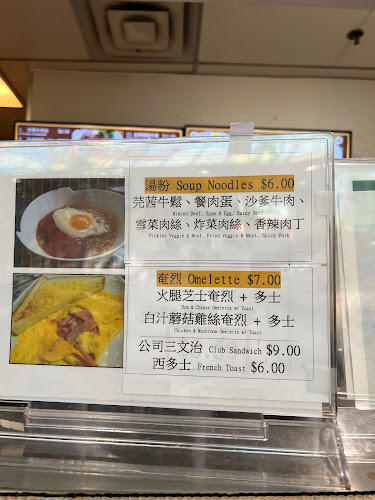 湯粉 Soup Noodles $6.00
芫茜牛鬆、餐肉蛋、沙爹牛肉、
Minced Beef, Spam & Egg, Satay Beef
雪菜肉絲、炸菜肉絲、香辣肉丁
Pickled Veggie & Meat, Fried Veggie & Meat, Spicy Pork
奄烈 Omelette $7.00
火腿芝士奄烈 + 多士
Ham & Cheese Omelette w/ Toast
白汁蘑菇雞絲奄烈 + 多士
Chicken & Mushroom Omelette w/ Toast
公司三文治 Club Sandwich $9.00
西多士 French Toast $6.00